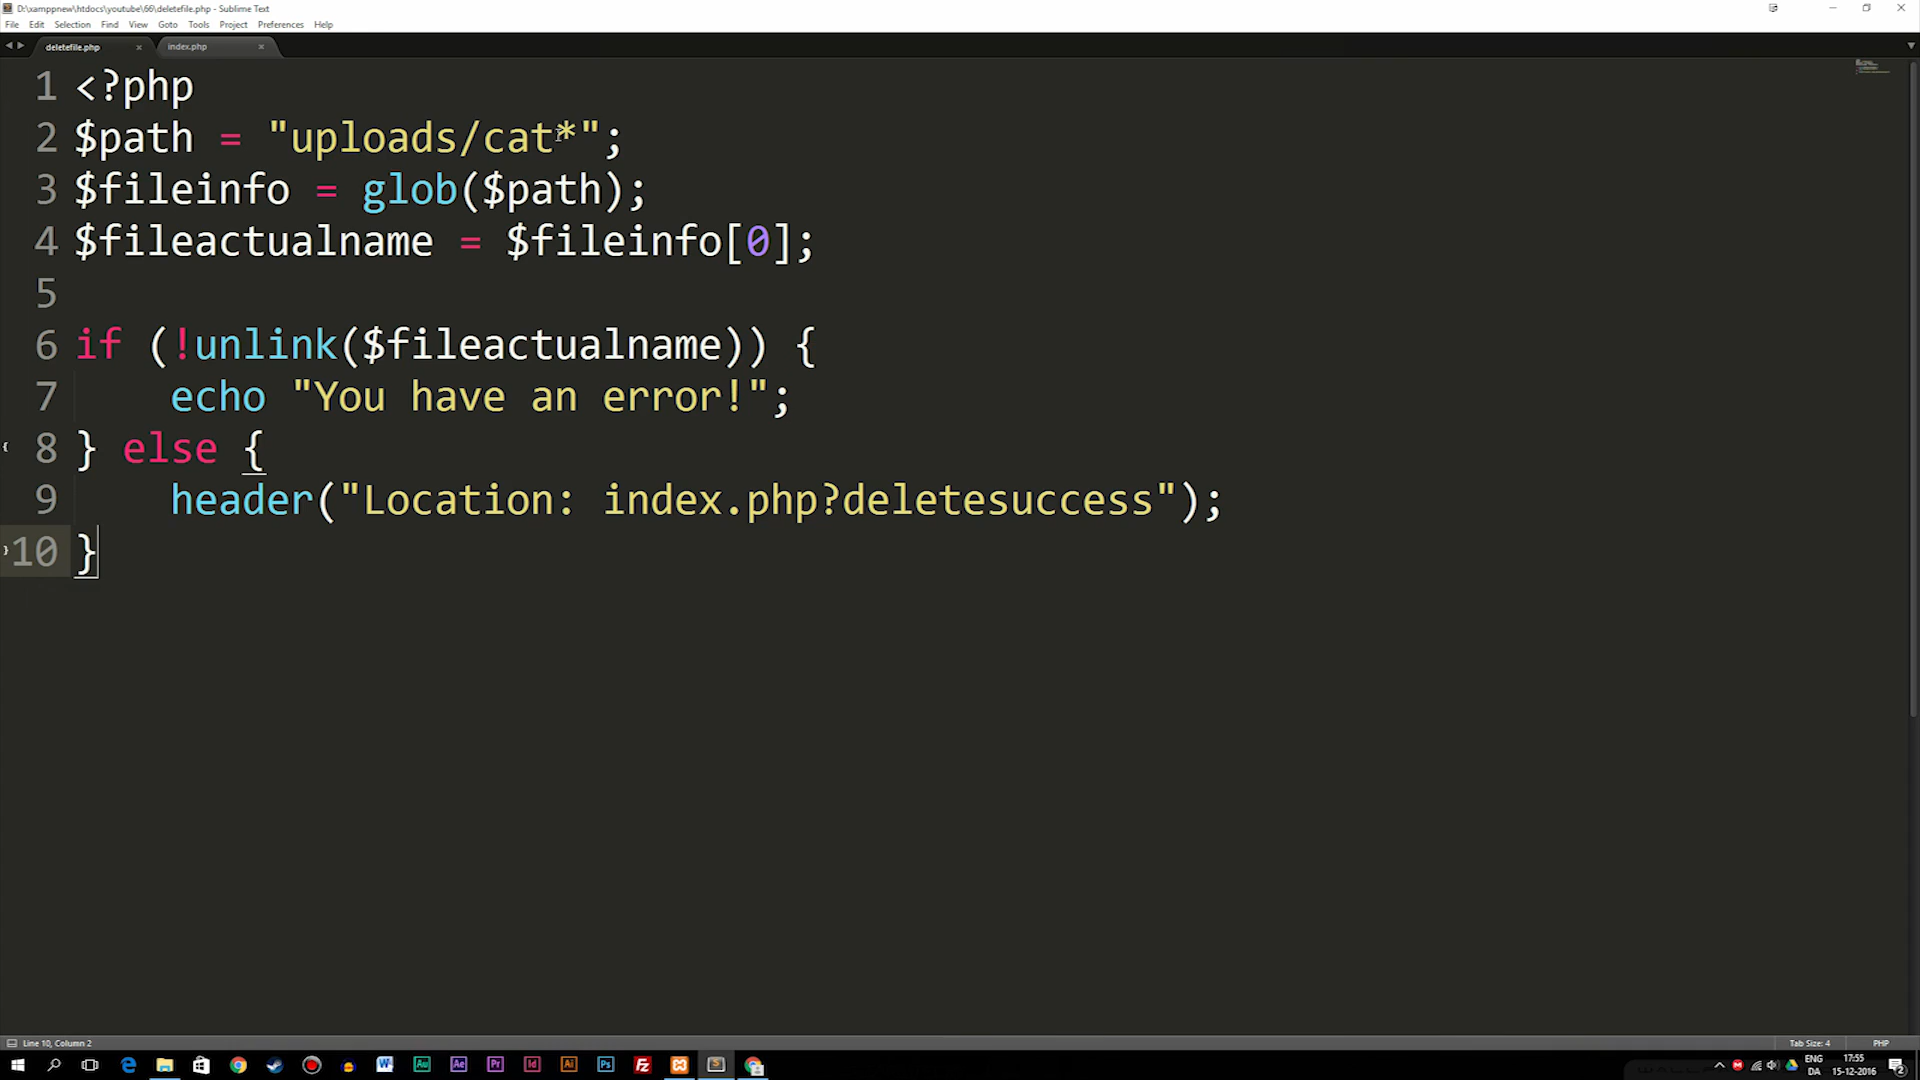 D:\xamppnew\htdocs\youtube\66\deletefile.php - Sublime Text
File Edit Selection Find View Goto Tools Project Preferences Help
deletefile.php × index.php ×
1 <?php
2 $path = "uploads/cat*";
3 $fileinfo = glob($path);
4 $fileactualname = $fileinfo[0];
5
6 if (!unlink($fileactualname)) {
7     echo "You have an error!";
8 } else {
9     header("Location: index.php?deletesuccess");
10 }
Line 10, Column 2
Tab Size: 4 PHP
ENG 17:55
DA 15-12-2016